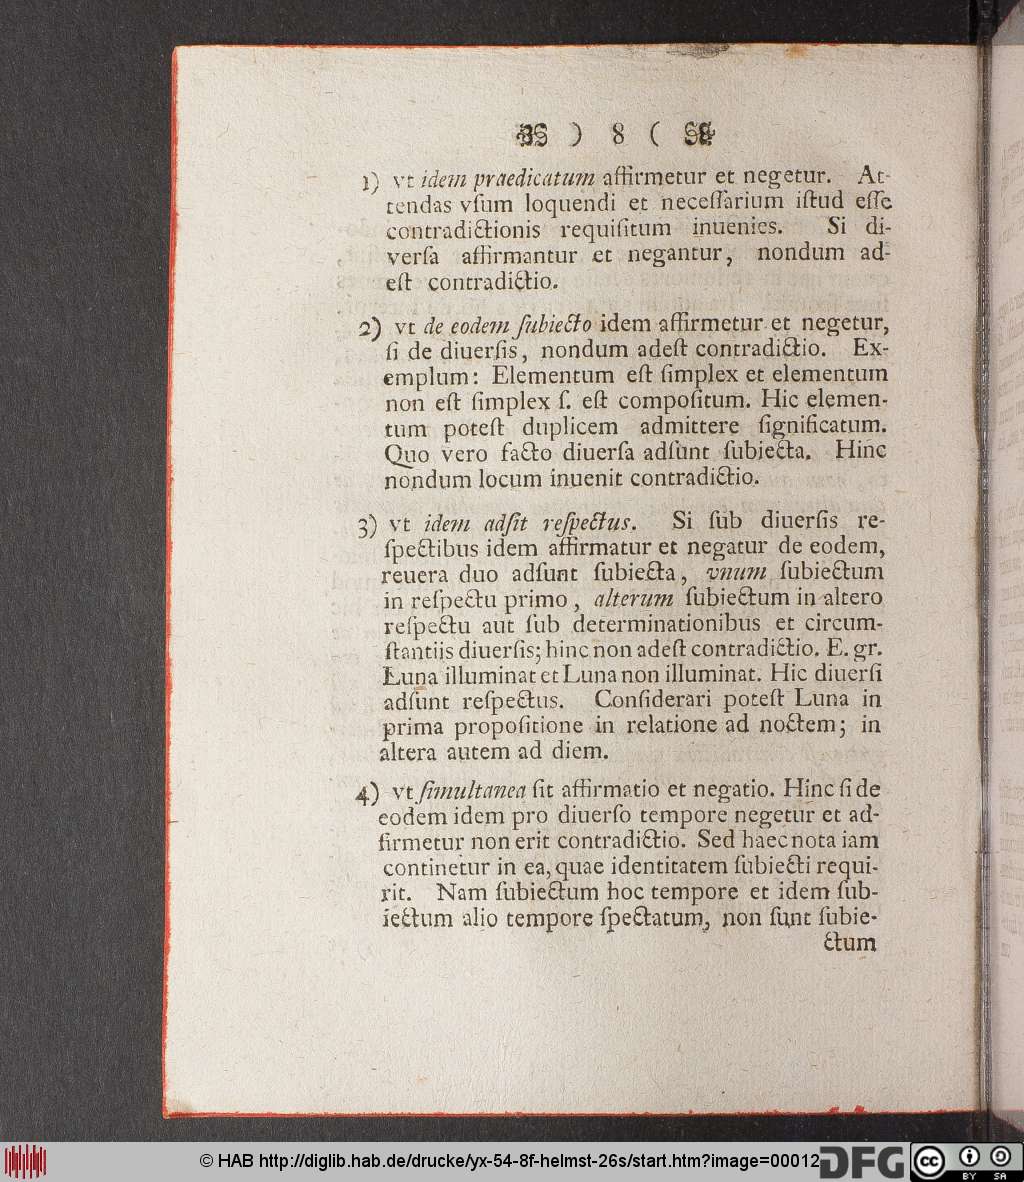 ) 8 (
1) vt idem praedicatum affirmetur et negetur. At-
tendas vſum loquendi et neceſſarium iſtud eſſe
contradictionis requiſitum inuenies. Si di-
verſa affirmantur et negantur, nondum ad-
eſt contradictio.
2) vt de eodem ſubiecto idem affirmetur et negetur,
ſi de diuerſis, nondum adeſt contradictio. Ex-
emplum: Elementum eſt ſimplex et elementum
non eſt ſimplex ſ. eſt compoſitum. Hic elemen-
tum poteſt duplicem admittere ſignificatum.
Quo vero facto diuerſa adſunt ſubiecta. Hinc
nondum locum inuenit contradictio.
3) vt idem adſit reſpectus. Si ſub diuerſis re-
ſpectibus idem affirmatur et negatur de eodem,
reuera duo adſunt ſubiecta, vnum ſubiectum
in reſpectu primo, alterum ſubiectum in altero
reſpectu aut ſub determinationibus et circum-
ſtantiis diuerſis; hinc non adeſt contradictio. E. gr.
Luna illuminat et Luna non illuminat. Hic diuerſi
adſunt reſpectus. Conſiderari poteſt Luna in
prima propoſitione in relatione ad noctem; in
altera autem ad diem.
4) vt ſimultanea ſit affirmatio et negatio. Hinc ſi de
eodem idem pro diuerſo tempore negetur et ad-
firmetur non erit contradictio. Sed haec nota iam
continetur in ea, quae identitatem ſubiecti requi-
rit. Nam ſubiectum hoc tempore et idem ſub-
iectum alio tempore ſpectatum, non ſunt ſubie-
ctum
© HAB http://diglib.hab.de/drucke/yx-54-8f-helmst-26s/start.htm?image=00012
DFG
cc
BY SA